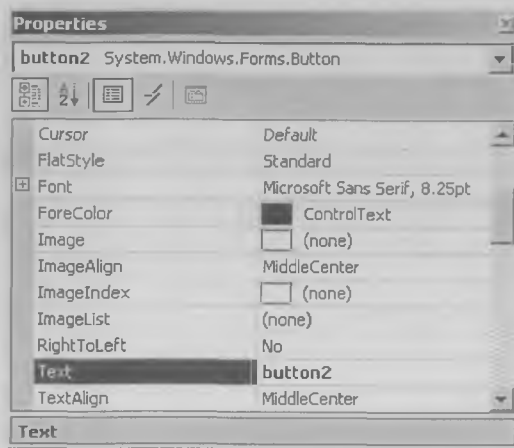 Properties
button2 System.Windows.Forms.Button
Cursor Default
FlatStyle Standard
Font Microsoft Sans Serif, 8.25pt
ForeColor ControlText
Image (none)
ImageAlign MiddleCenter
ImageIndex (none)
ImageList (none)
RightToLeft No
Text button2
TextAlign MiddleCenter
Text